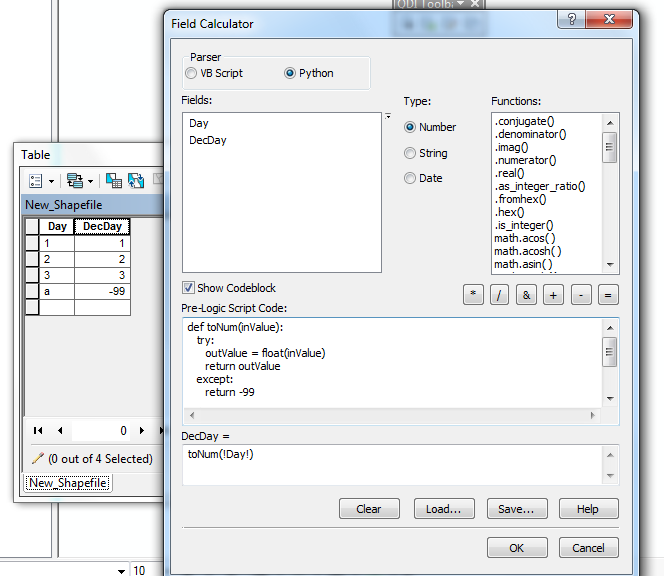 ODI Toolba
Field Calculator
Parser
VB Script Python
Fields:
Day
DecDay
Type:
Number
String
Date
Functions:
.conjugate()
.denominator()
.imag()
.numerator()
.real()
.as_integer_ratio()
.fromhex()
.hex()
.is_integer()
math.acos( )
math.acosh( )
math.asin( )
Table
New_Shapefile
Day DecDay
1 1
2 2
3 3
a -99
0
(0 out of 4 Selected)
New_Shapefile
Show Codeblock
* / & + - =
Pre-Logic Script Code:
def toNum(inValue):
try:
outValue = float(inValue)
return outValue
except:
return -99
DecDay =
toNum(!Day!)
Clear Load... Save... Help
OK Cancel
10